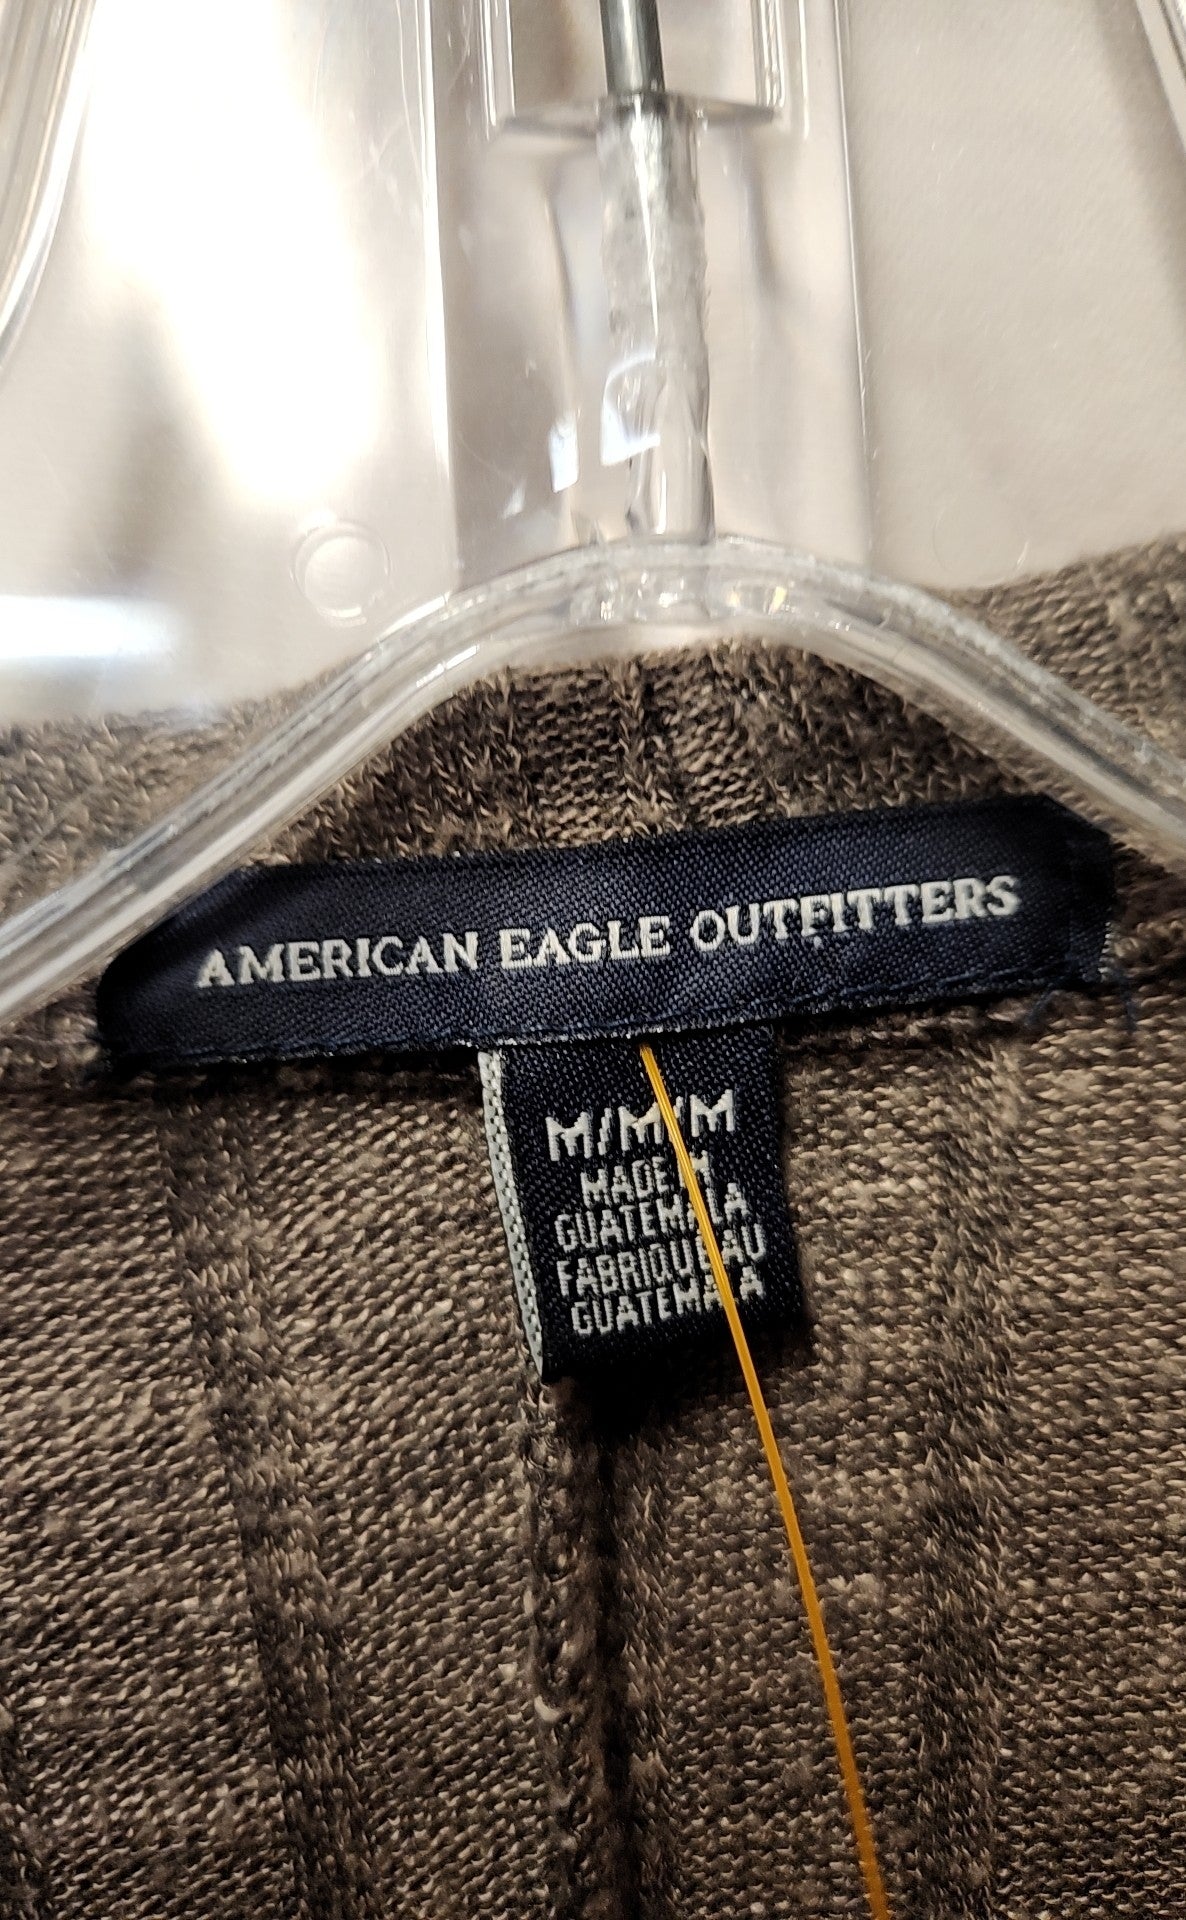 AMERICAN EAGLE OUTFITTERS
M/M/M
MADE IN
GUATEMALA
FABRIQUE AU
GUATEMALA